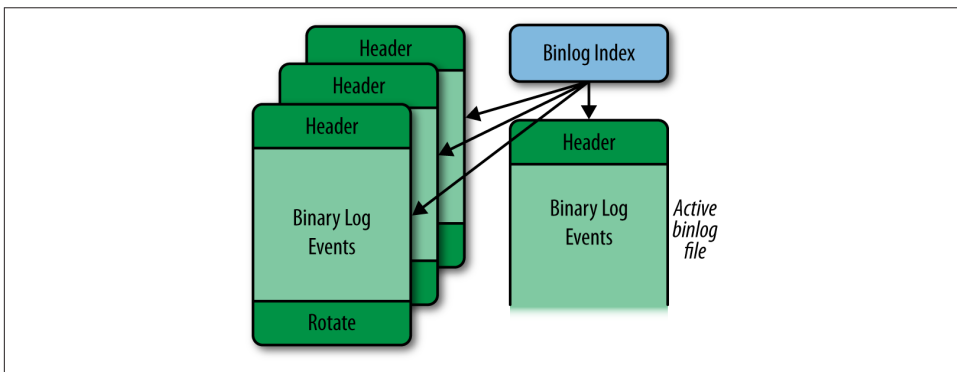 Header
Header
Header
Binary Log
Events
Rotate
Binlog Index
Header
Binary Log
Events
Active
binlog
file